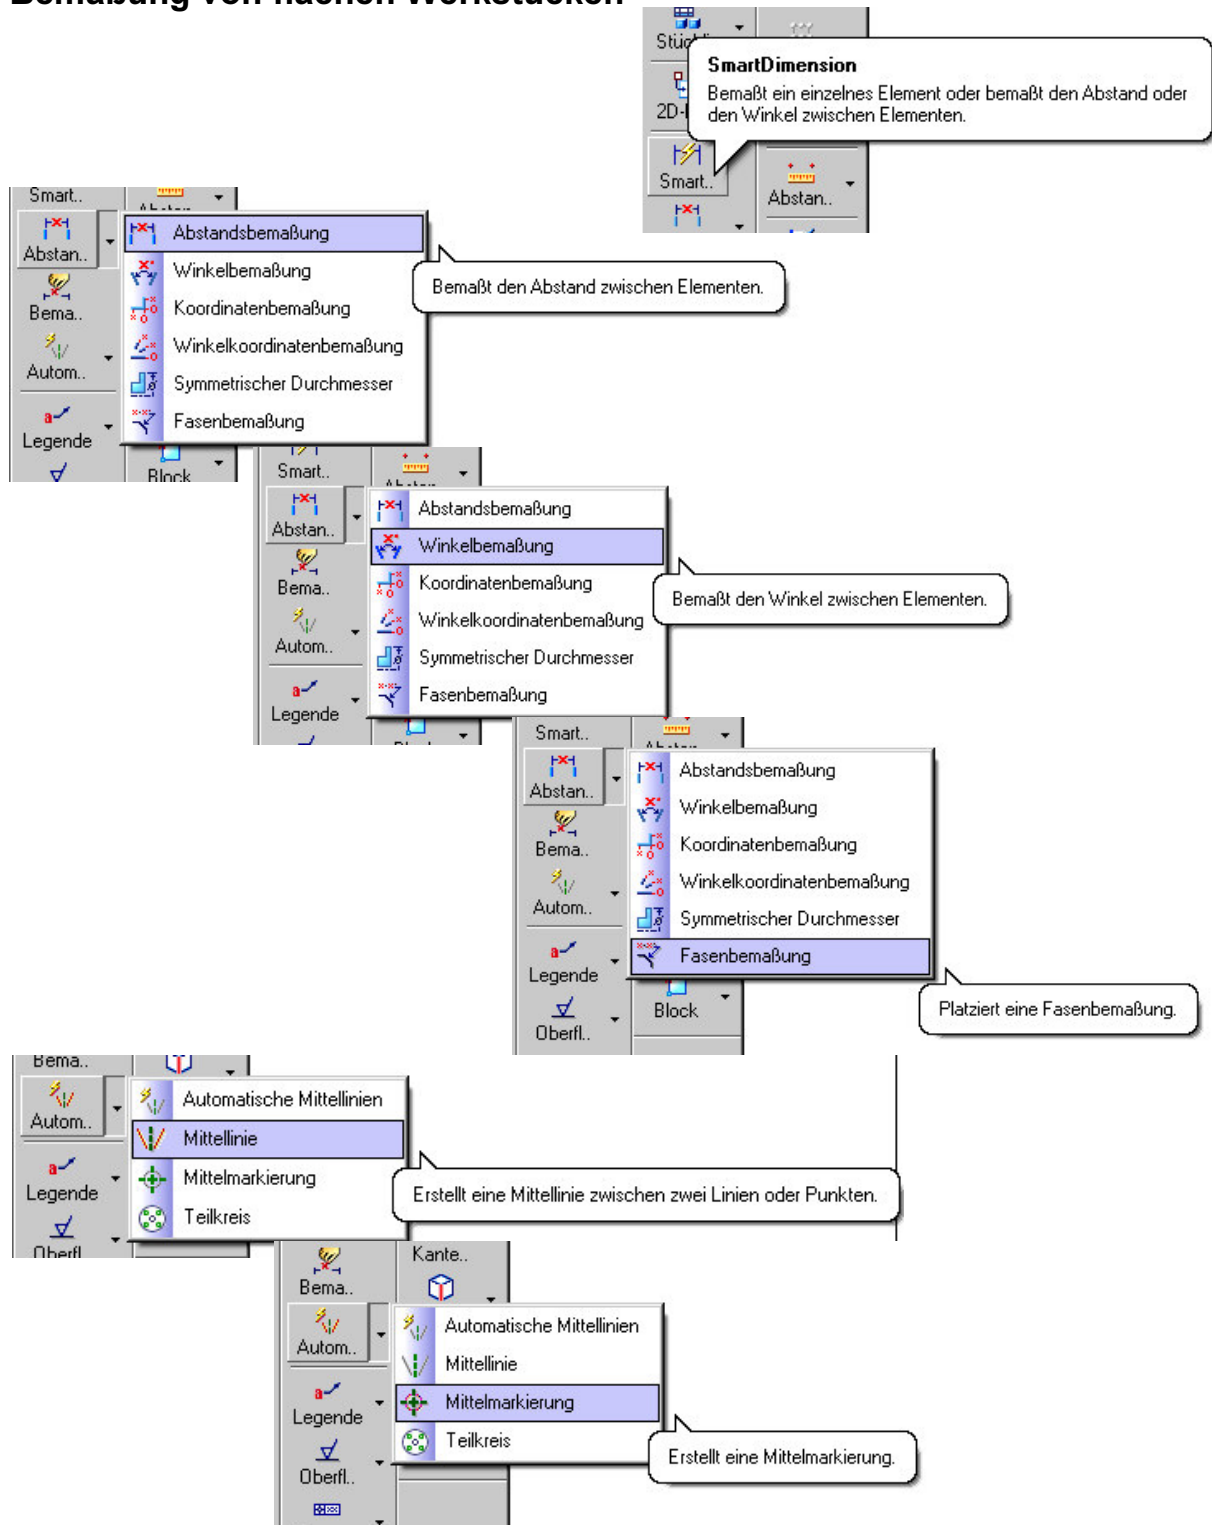 Bemaßung von flachen Werkstücken
SmartDimension
Bemaßt ein einzelnes Element oder bemaßt den Abstand oder
den Winkel zwischen Elementen.
Smart..
Abstan..
Smart..
Abstan..
Bema..
Autom..
Legende
Abstandsbemaßung
Winkelbemaßung
Koordinatenbemaßung
Winkelkoordinatenbemaßung
Symmetrischer Durchmesser
Fasenbemaßung
Block
Bemaßt den Abstand zwischen Elementen.
Smart..
Abstan..
Bema..
Autom..
Legende
Abstandsbemaßung
Winkelbemaßung
Koordinatenbemaßung
Winkelkoordinatenbemaßung
Symmetrischer Durchmesser
Fasenbemaßung
Bemaßt den Winkel zwischen Elementen.
Smart..
Abstan..
Bema..
Autom..
Legende
Oberfl..
Abstandsbemaßung
Winkelbemaßung
Koordinatenbemaßung
Winkelkoordinatenbemaßung
Symmetrischer Durchmesser
Fasenbemaßung
Block
Platziert eine Fasenbemaßung.
Bema..
Autom..
Legende
Oberfl
Automatische Mittellinien
Mittellinie
Mittelmarkierung
Teilkreis
Erstellt eine Mittellinie zwischen zwei Linien oder Punkten.
Kante..
Bema..
Autom..
Legende
Oberfl..
Automatische Mittellinien
Mittellinie
Mittelmarkierung
Teilkreis
Erstellt eine Mittelmarkierung.